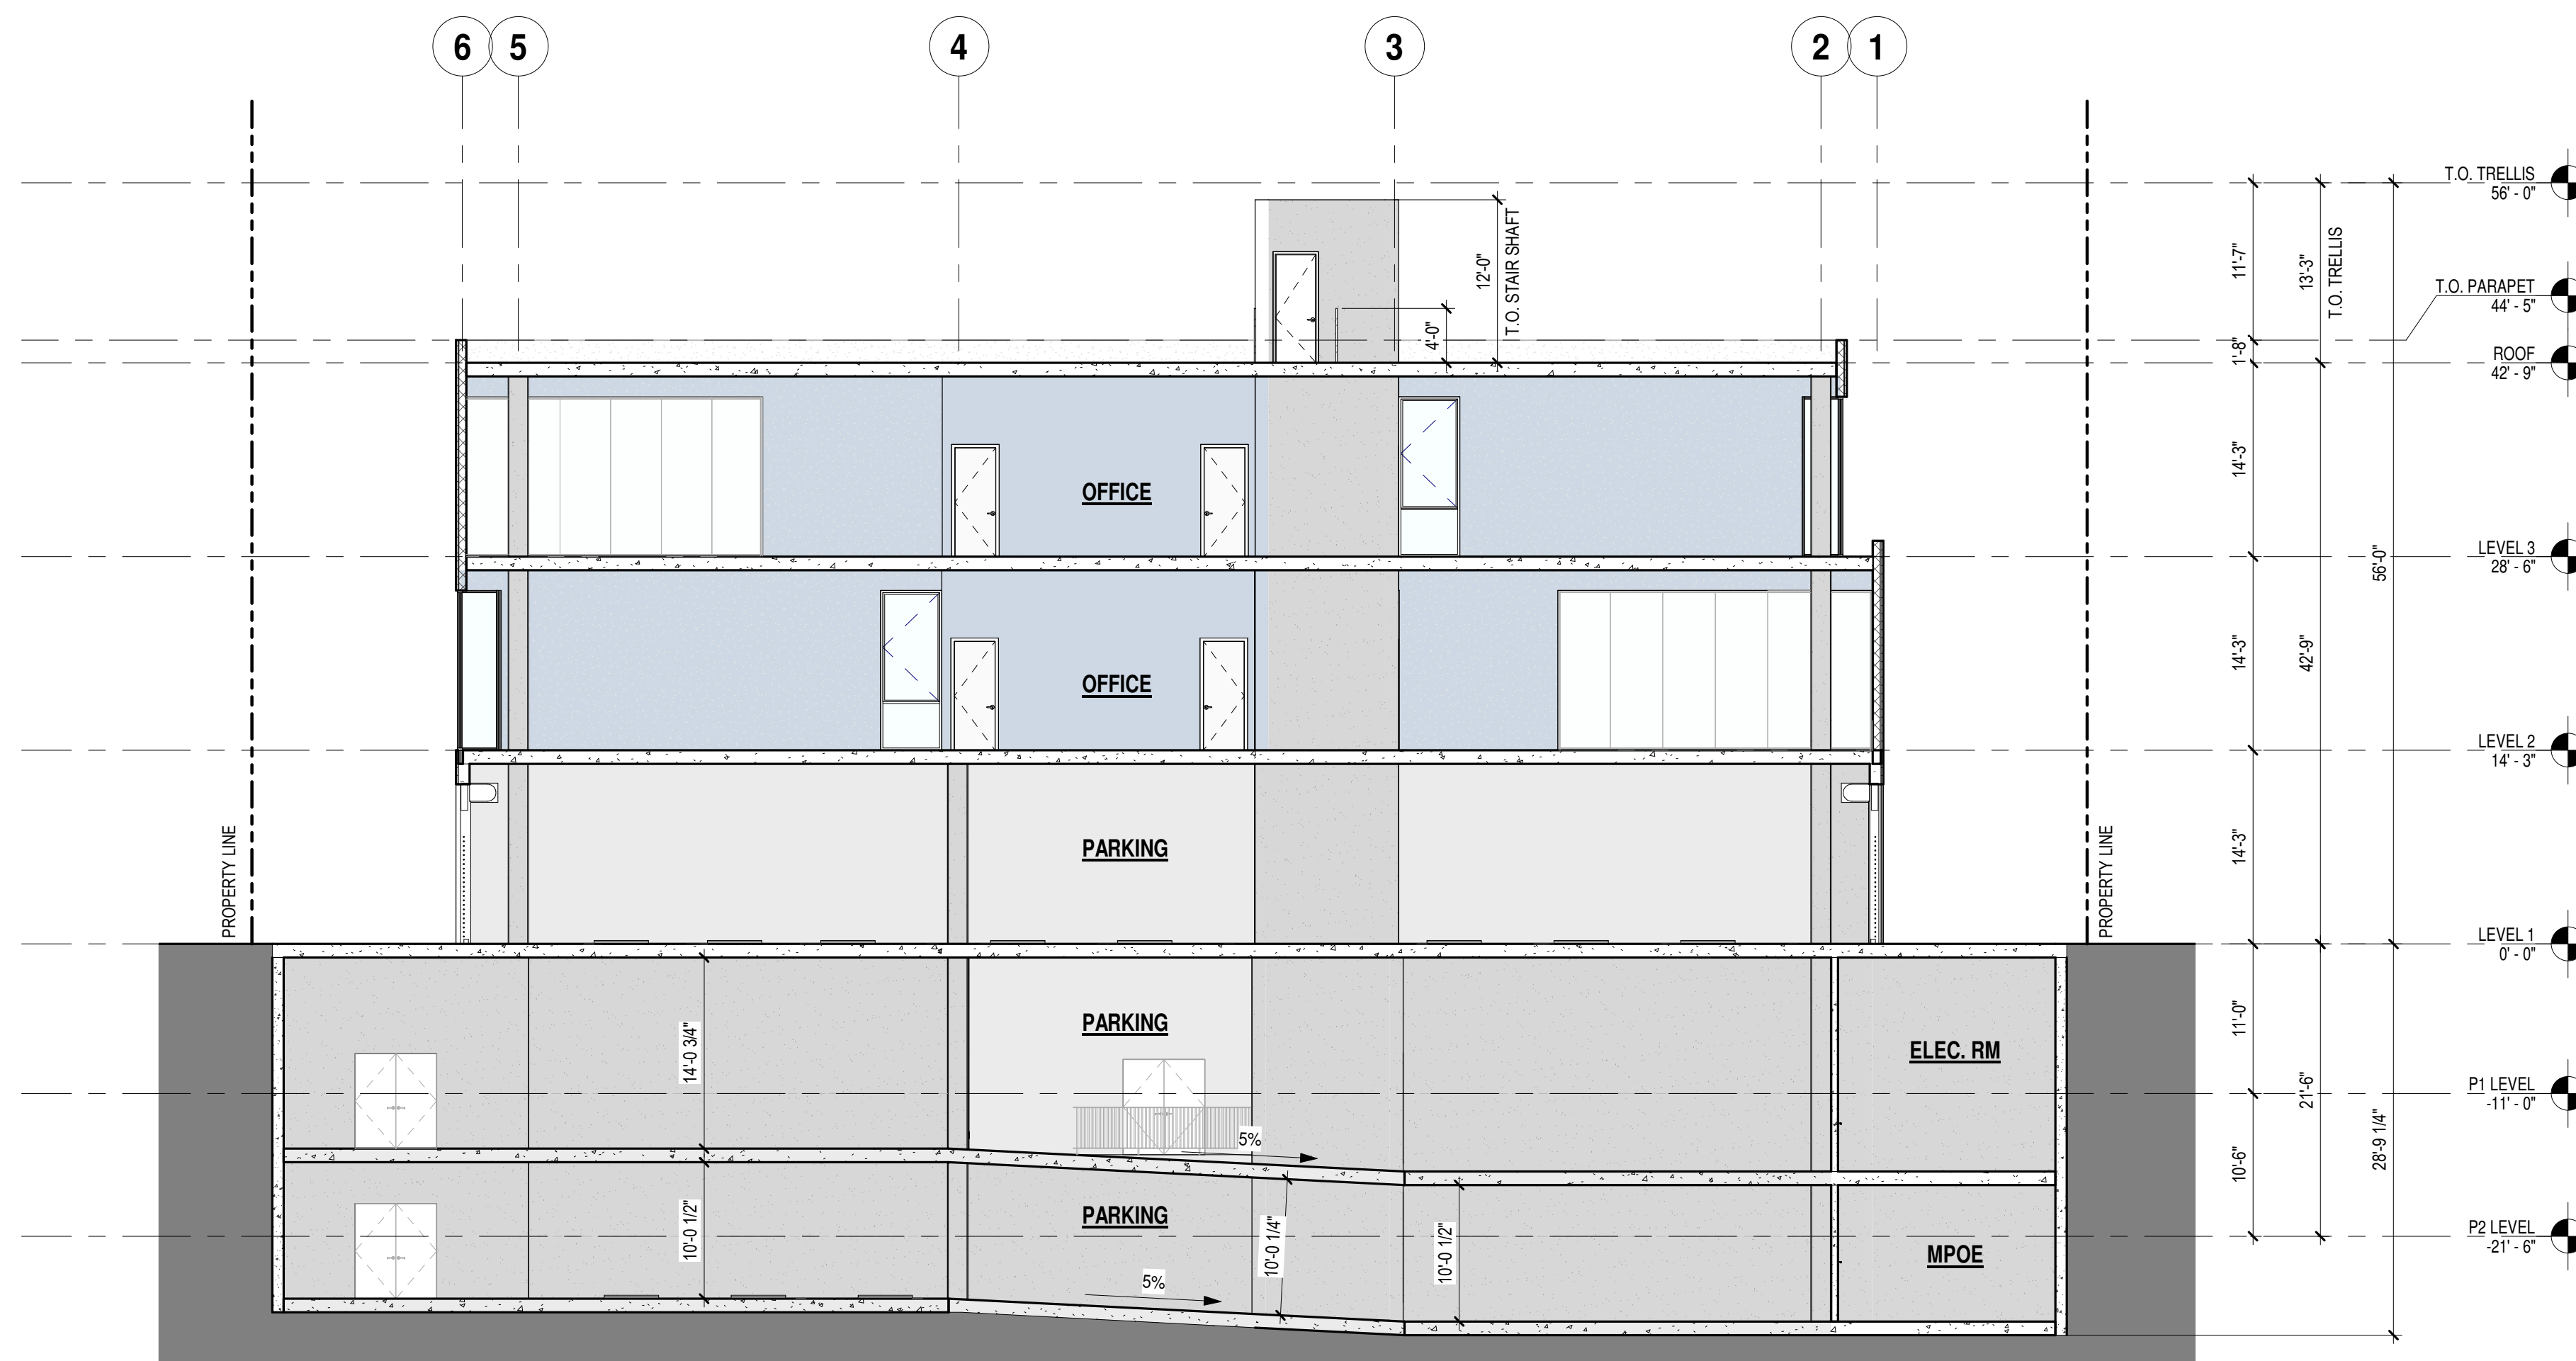 6 5 4 3 2 1
T.O. TRELLIS
56' - 0"
T.O. PARAPET
44' - 5"
ROOF
42' - 9"
LEVEL 3
28' - 6"
LEVEL 2
14' - 3"
LEVEL 1
0' - 0"
P1 LEVEL
-11' - 0"
P2 LEVEL
-21' - 6"
12'-0"
T.O. STAIR SHAFT
4'-0"
11'-7"
1'-8"
14'-3"
14'-3"
14'-3"
11'-0"
10'-6"
13'-3"
T.O. TRELLIS
42'-9"
21'-6"
56'-0"
28'-9 1/4"
OFFICE
OFFICE
PARKING
PROPERTY LINE
PROPERTY LINE
PARKING
ELEC. RM
14'-0 3/4"
5%
PARKING
MPOE
10'-0 1/2"
10'-0 1/4"
10'-0 1/2"
5%